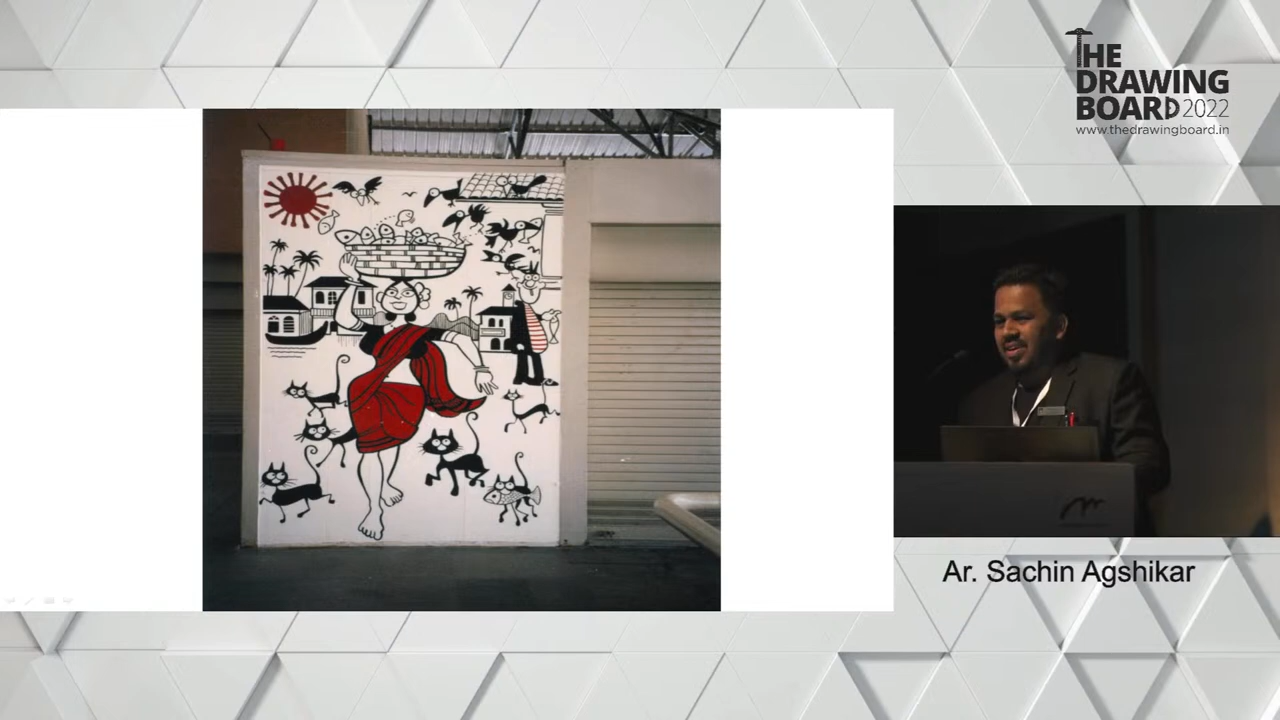 THE
DRAWING
BOARD 2022
www.thedrawingboard.in
Ar. Sachin Agshikar